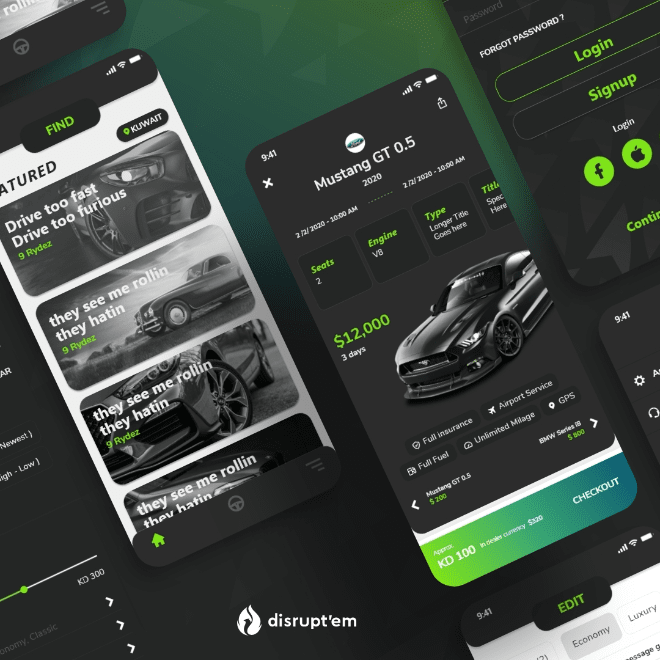 FIND
KUWAIT
ATURED
Drive too fast
Drive too furious
9 Rydez
they see me rollin
they hatin
9 Rydez
they see me rollin
they hatin
9 Rydez
they see me rollin
they hatin
Newest )
igh - Low )
KD 300
onomy, Classic
9:41
Mustang GT 0.5
2020
2 /2/ 2020 - 10:00 AM
2 /2/ 2020 - 10:00 AM
Seats
2
Engine
V8
Type
Longer Title
Goes here
Title
Spec
Here
$12,000
3 days
Full insurance
Airport Service
Full Fuel
Unlimited Milage
GPS
Mustang GT 0.5
$ 200
BMW Series i8
$ 500
Approx
KD 100 in dealer currency $320
CHECKOUT
Password
FORGOT PASSWORD ?
Login
Signup
Login
Contin
9:41
9:41
EDIT
Economy
Luxury
disrupt'em